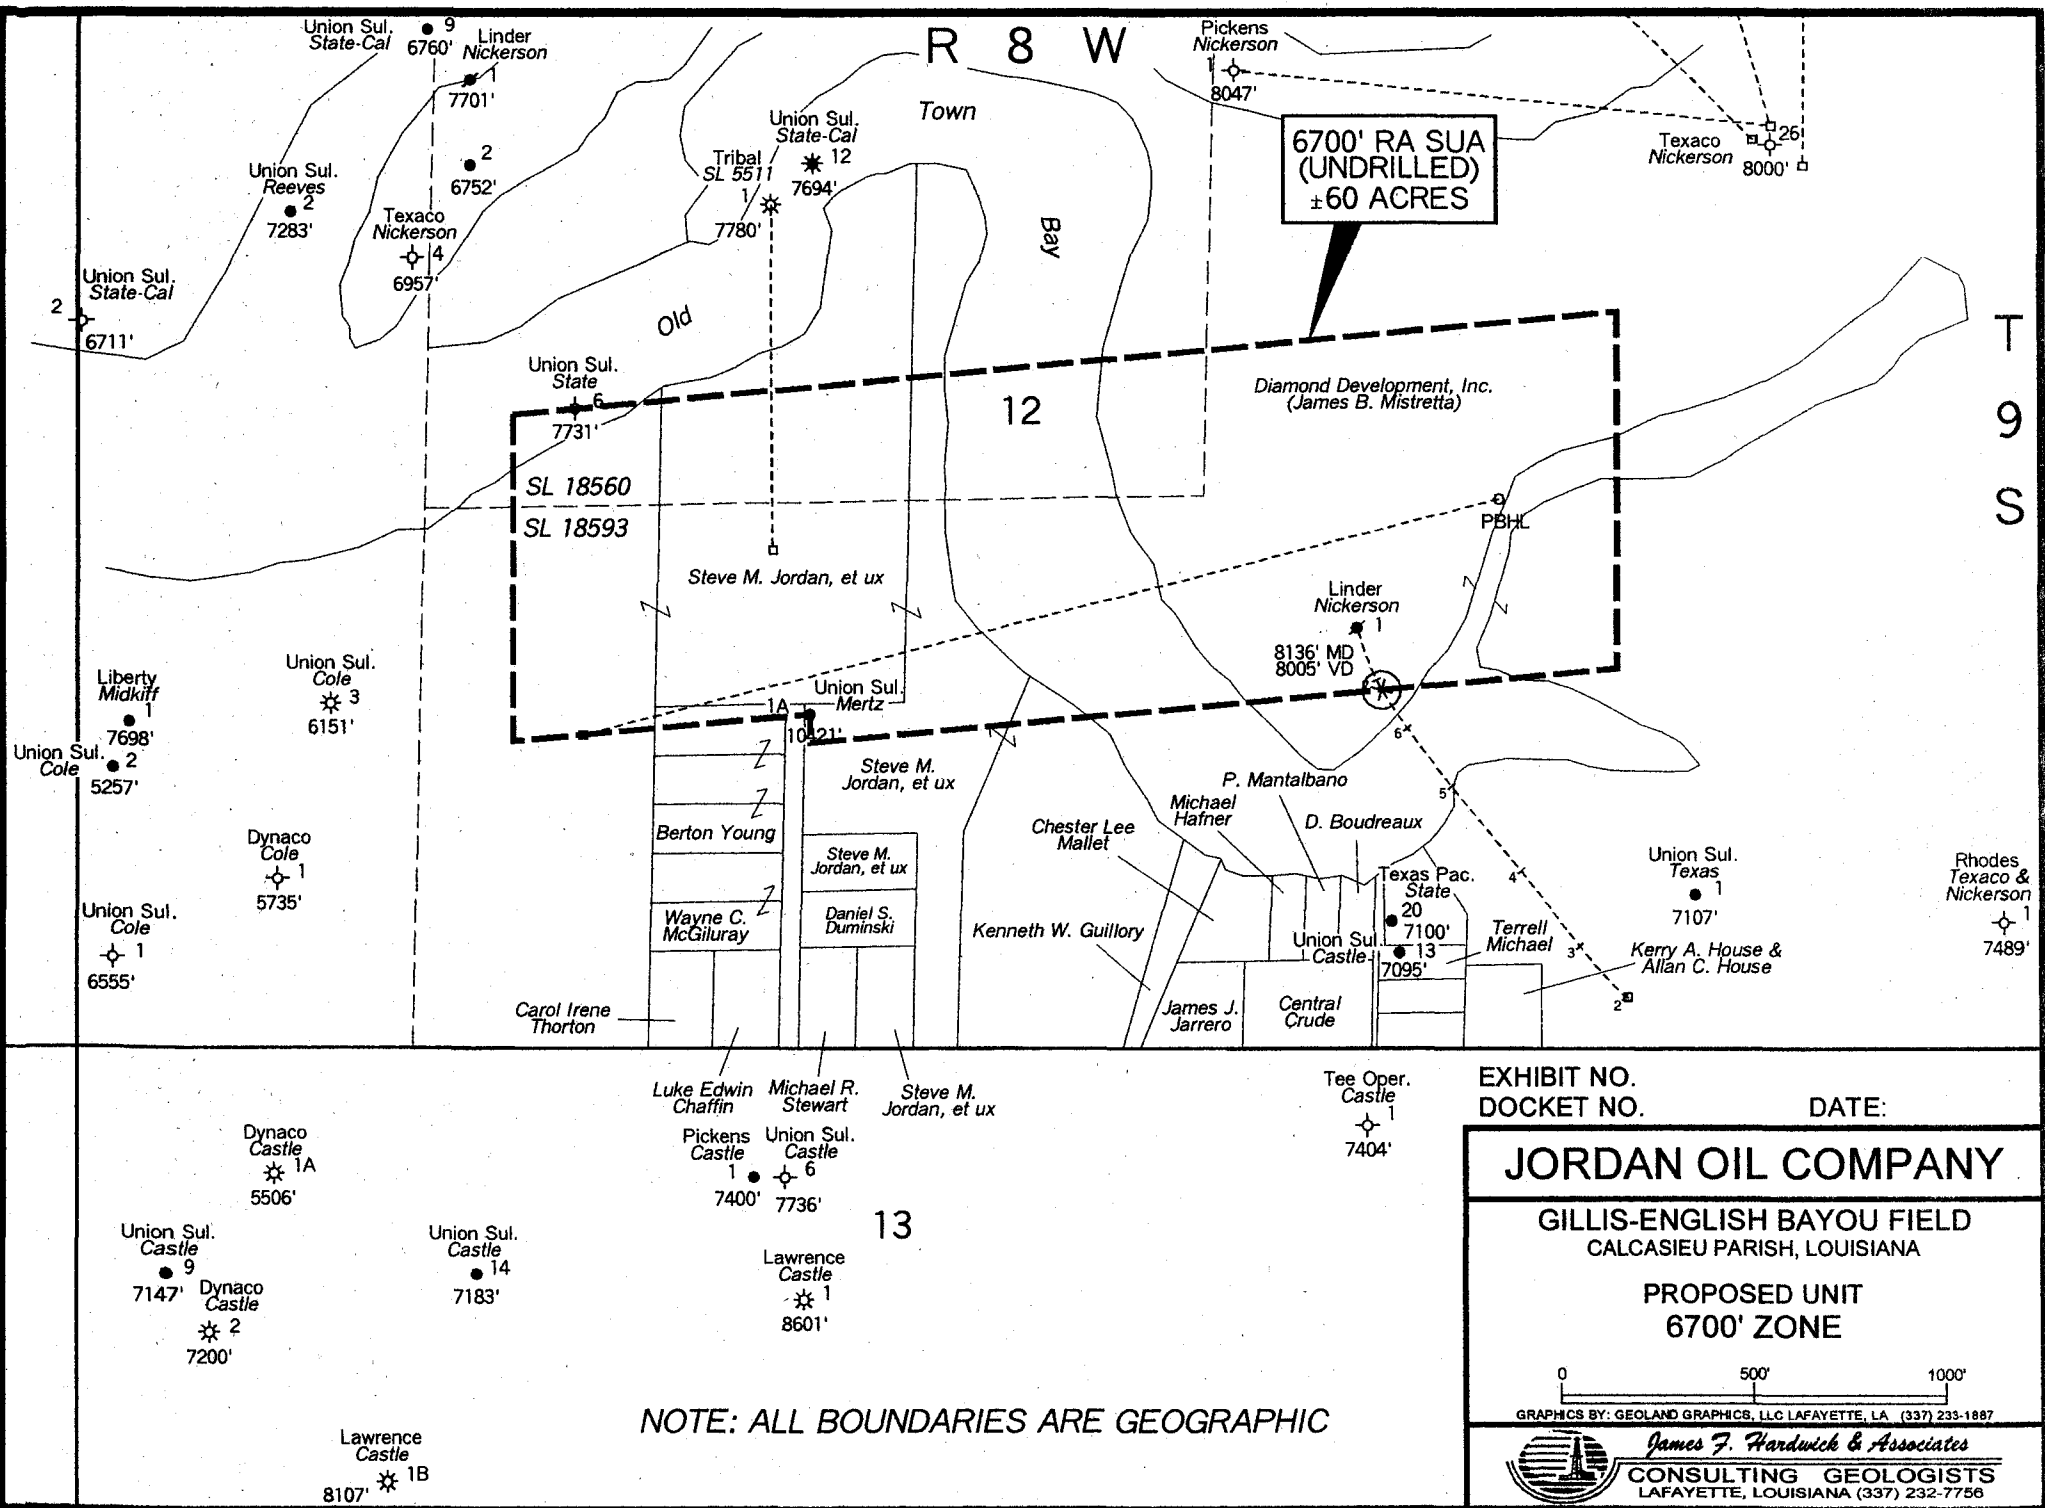 R 8 W
Union Sul.
State-Cal
9
6760'
Linder
Nickerson
1
7701'
2
6752'
Union Sul.
Reeves
2
7283'
Texaco
Nickerson
4
6957'
Union Sul.
State-Cal
2
6711'
Tribal
SL 5511
1
7780'
Union Sul.
State-Cal
12
7694'
Town
Bay
Old
Pickens
Nickerson
1
8047'
6700' RA SUA
(UNDRILLED)
±60 ACRES
Texaco
Nickerson
26
8000'
T
9
S
Union Sul.
State
6
7731'
12
Diamond Development, Inc.
(James B. Mistretta)
SL 18560
SL 18593
PBHL
Steve M. Jordan, et ux
Linder
Nickerson
1
8136' MD
8005' VD
Liberty
Midkiff
1
7698'
Union Sul.
Cole
3
6151'
Union Sul.
Cole
2
5257'
1A
Union Sul.
Mertz
10421'
6
5
4
3
2
Steve M.
Jordan, et ux
P. Mantalbano
Michael
Hafner
D. Boudreaux
Chester Lee
Mallet
Berton Young
Steve M.
Jordan, et ux
Dynaco
Cole
1
5735'
Union Sul.
Cole
1
6555'
Wayne C.
McGiluray
Daniel S.
Duminski
Kenneth W. Guillory
Texas Pac.
State
20
7100'
Union Sul.
Castle
13
7095'
Terrell
Michael
Union Sul.
Texas
1
7107'
Kerry A. House &
Allan C. House
Rhodes
Texaco &
Nickerson
1
7489'
Carol Irene
Thorton
James J.
Jarrero
Central
Crude
Luke Edwin
Chaffin
Michael R.
Stewart
Steve M.
Jordan, et ux
Tee Oper.
Castle
1
7404'
Dynaco
Castle
1A
5506'
Pickens
Castle
1
7400'
Union Sul.
Castle
6
7736'
13
Union Sul.
Castle
9
7147'
Dynaco
Castle
2
7200'
Union Sul.
Castle
14
7183'
Lawrence
Castle
1
8601'
Lawrence
Castle
1B
8107'
NOTE: ALL BOUNDARIES ARE GEOGRAPHIC
EXHIBIT NO.
DOCKET NO. DATE:
JORDAN OIL COMPANY
GILLIS-ENGLISH BAYOU FIELD
CALCASIEU PARISH, LOUISIANA
PROPOSED UNIT
6700' ZONE
0 500' 1000'
GRAPHICS BY: GEOLAND GRAPHICS, LLC LAFAYETTE, LA (337) 233-1887
James F. Hardwick & Associates
CONSULTING GEOLOGISTS
LAFAYETTE, LOUISIANA (337) 232-7756